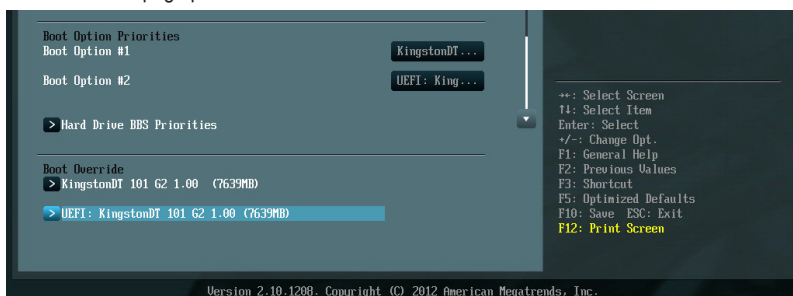 Boot Option Priorities
Boot Option #1 KingstonDT...
Boot Option #2 UEFI: King...
> Hard Drive BBS Priorities
Boot Override
> KingstonDT 101 G2 1.00 (7639MB)
> UEFI: KingstonDT 101 G2 1.00 (7639MB)
→←: Select Screen
↑↓: Select Item
Enter: Select
+/-: Change Opt.
F1: General Help
F2: Previous Values
F3: Shortcut
F5: Optimized Defaults
F10: Save ESC: Exit
F12: Print Screen
Version 2.10.1208. Copyright (C) 2012 American Megatrends, Inc.